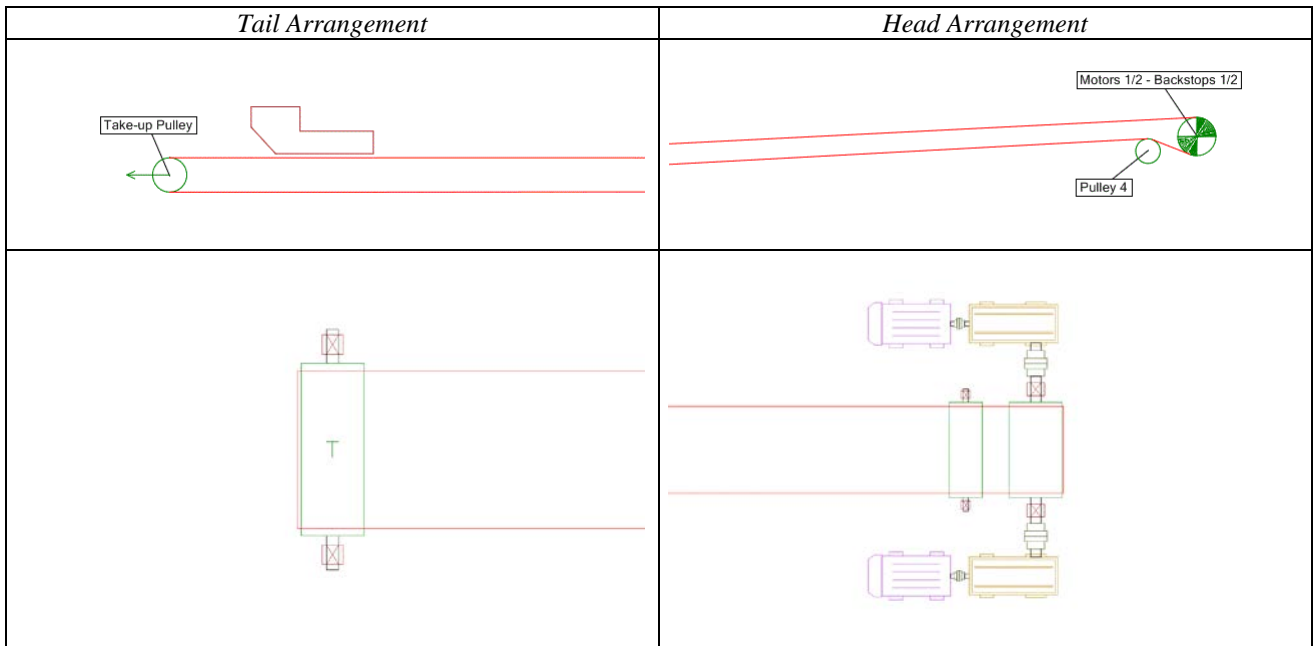 Tail Arrangement
Head Arrangement
Take-up Pulley
Motors 1/2 - Backstops 1/2
Pulley 4
T